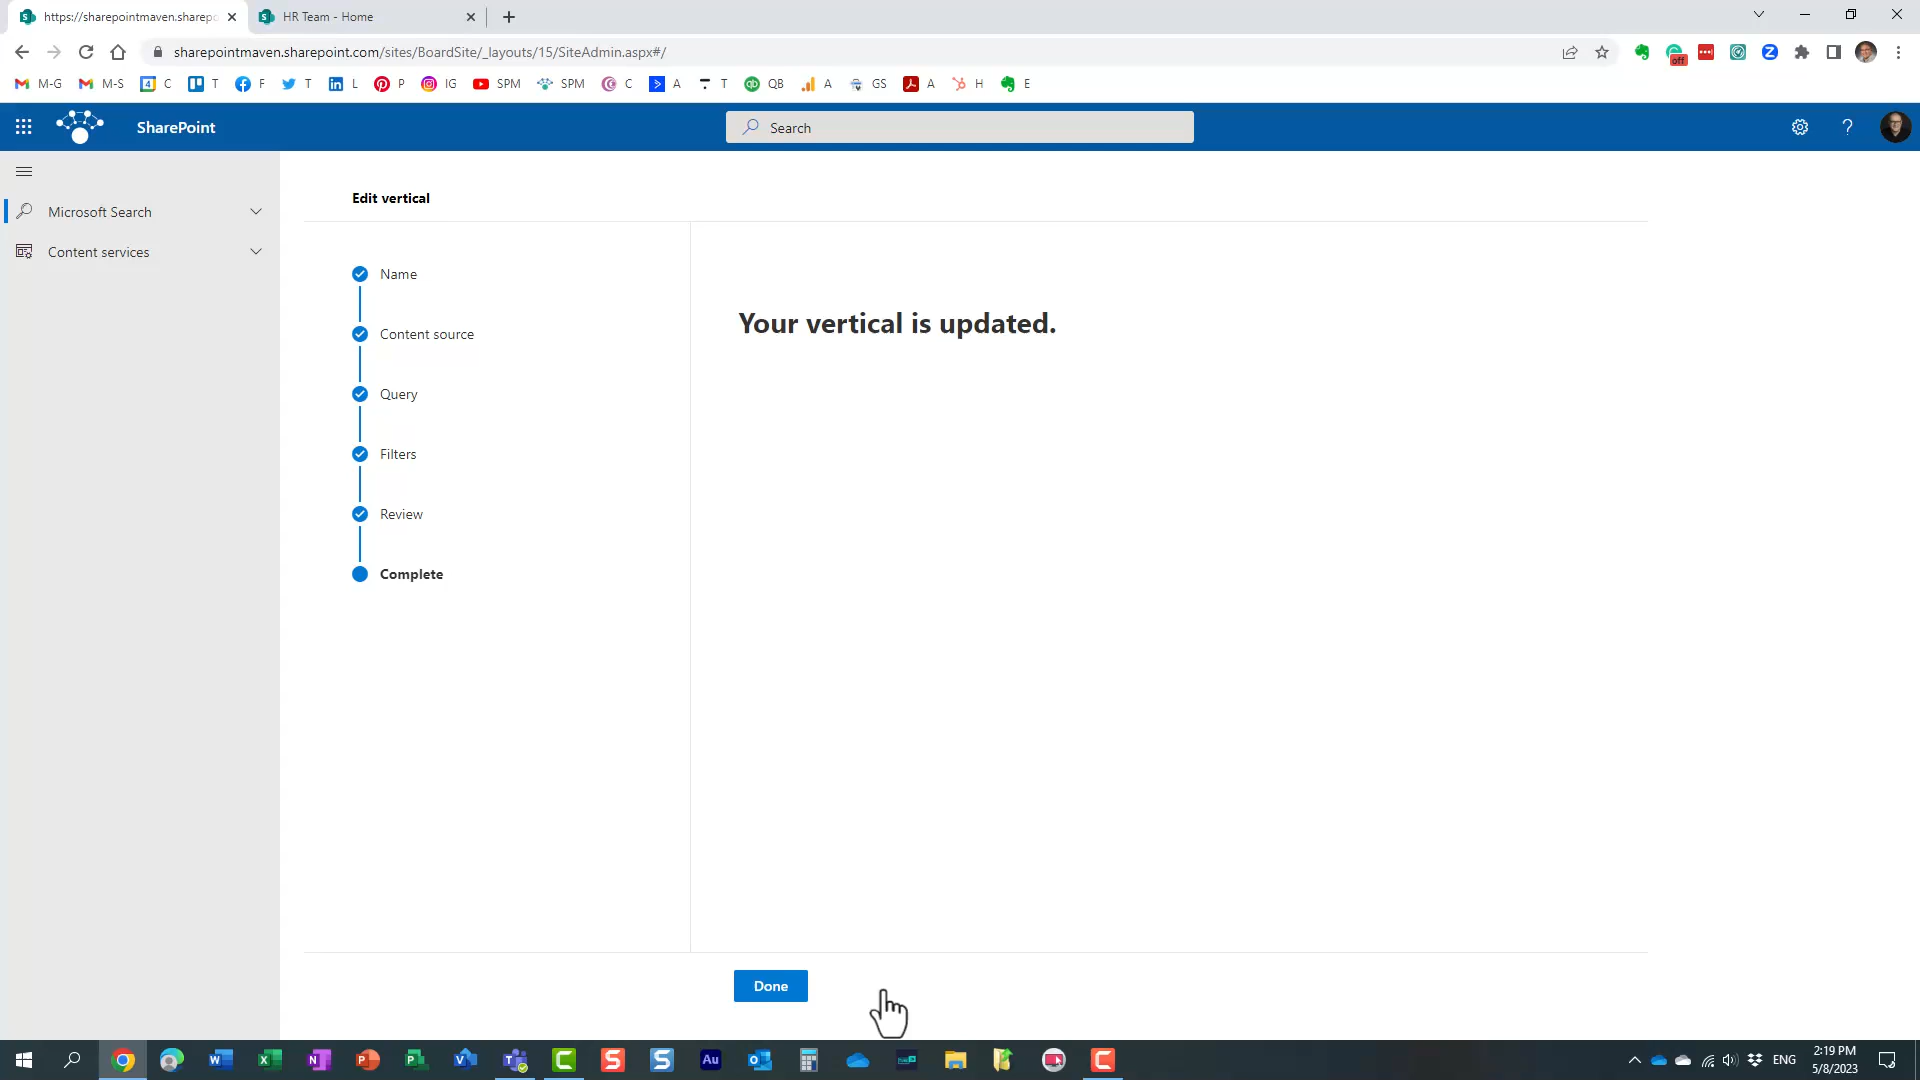 https://sharepointmaven.sharepo
HR Team - Home
sharepointmaven.sharepoint.com/sites/BoardSite/_layouts/15/SiteAdmin.aspx#/
off
M-G
M-S
C
T
F
T
L
P
IG
SPM
SPM
C
A
T
QB
A
GS
A
H
E
SharePoint
Search
Microsoft Search
Content services
Edit vertical
Name
Content source
Query
Filters
Review
Complete
Your vertical is updated.
Done
ENG
2:19 PM
5/8/2023